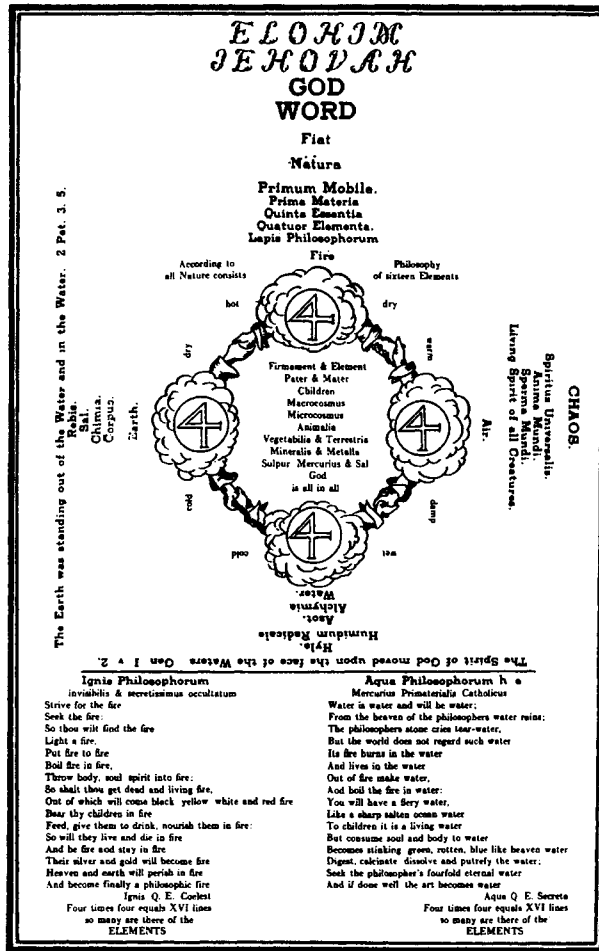 ELOHIM
IEHOVAH
GOD
WORD
Fiat
Natura
Primum Mobile.
Prima Materia
Quinta Essentia
Quatuor Elementa.
Lapis Philosophorum
Fire
According to
all Nature consists
Philosophy
of sixteen Elements
hot
dry
4
dry
warm
The Earth was standing out of the Water and in the Water. 2 Pet. 3. 5.
Rebis.
Sal.
Chimia.
Corpus.
Earth.
4
Firmament & Element
Pater & Mater
Children
Macrocosmus
Microcosmus
Animalia
Vegetabilia & Terrestria
Mineralis & Metalla
Sulpur Mercurius & Sal
God
is all in all
4
Air.
Living Spirit of all Creatures.
Sperma Mundi.
Anima Mundi.
Spiritus Universalis.
CHAOS.
cold
damp
4
cold
wet
Water.
Alchymia
Asot.
Humidum Radicale
Hyle.
The Spirit of God moved upon the face of the Waters Gen I v 2.
Ignis Philosophorum
invisibilis & secretissimus occultatum
Strive for the fire
Seek the fire:
So thou wilt find the fire
Light a fire,
Put fire to fire
Boil fire in fire,
Throw body, soul spirit into fire:
So shalt thou get dead and living fire,
Out of which will come black yellow white and red fire
Bear thy children in fire
Feed, give them to drink, nourish them in fire:
So will they live and die in fire
And be fire and stay in fire
Their silver and gold will become fire
Heaven and earth will perish in fire
And become finally a philosophic fire
Ignis Q. E. Coelest
Four times four equals XVI lines
so many are there of the
ELEMENTS
Aqua Philosophorum h e
Mercurius Primaterialis Catholicus
Water is water and will be water;
From the heaven of the philosophers water rains;
The philosophers stone cries tear-water,
But the world does not regard such water
Its fire burns in the water
And lives in the water
Out of fire make water,
Aod boil the fire in water:
You will have a fiery water,
Like a sharp salten ocean water
To children it is a living water
But consume soul and body to water
Becomes stinking green, rotten, blue like heaven water
Digest, calcinate dissolve and putrefy the water;
Seek the philosopher's fourfold eternal water
And if done well the art becomes water
Aqua Q E. Secreta
Four times four equals XVI lines
so many are there of the
ELEMENTS